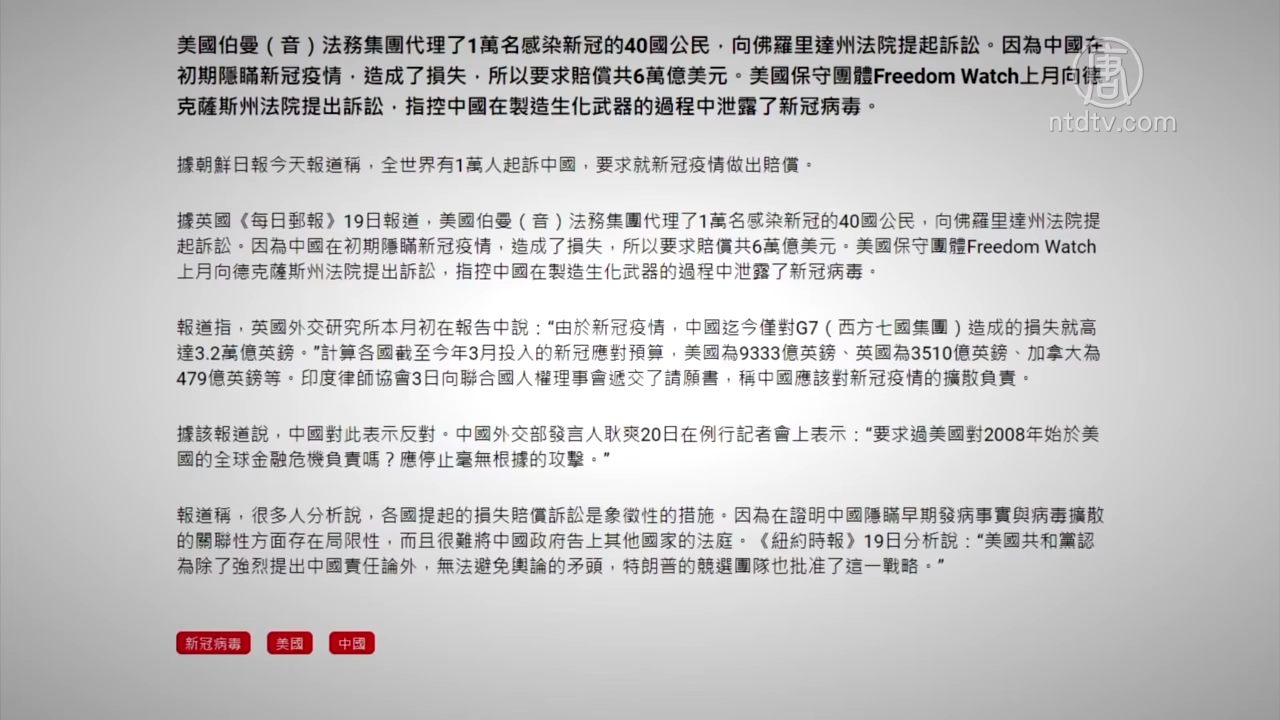 美國伯曼（音）法務集團代理了1萬名感染新冠的40國公民，向佛羅里達州法院提起訴訟。因為中國在
初期隱瞞新冠疫情，造成了損失，所以要求賠償共6萬億美元。美國保守團體Freedom Watch上月向德
克薩斯州法院提出訴訟，指控中國在製造生化武器的過程中泄露了新冠病毒。
唐
ntdtv.com
據朝鮮日報今天報道稱，全世界有1萬人起訴中國，要求就新冠疫情做出賠償。
據英國《每日郵報》19日報道，美國伯曼（音）法務集團代理了1萬名感染新冠的40國公民，向佛羅里達州法院提
起訴訟。因為中國在初期隱瞞新冠疫情，造成了損失，所以要求賠償共6萬億美元。美國保守團體Freedom Watch
上月向德克薩斯州法院提出訴訟，指控中國在製造生化武器的過程中泄露了新冠病毒。
報道指，英國外交研究所本月初在報告中說：“由於新冠疫情，中國迄今僅對G7（西方七國集團）造成的損失就高
達3.2萬億英鎊。”計算各國截至今年3月投入的新冠應對預算，美國為9333億英鎊、英國為3510億英鎊、加拿大為
479億英鎊等。印度律師協會3日向聯合國人權理事會遞交了請願書，稱中國應該對新冠疫情的擴散負責。
據該報道說，中國對此表示反對。中國外交部發言人耿爽20日在例行記者會上表示：“要求過美國對2008年始於美
國的全球金融危機負責嗎？應停止毫無根據的攻擊。”
報道稱，很多人分析說，各國提起的損失賠償訴訟是象徵性的措施。因為在證明中國隱瞞早期發病事實與病毒擴散
的關聯性方面存在局限性，而且很難將中國政府告上其他國家的法庭。《紐約時報》19日分析說：“美國共和黨認
為除了強烈提出中國責任論外，無法避免輿論的矛頭，特朗普的競選團隊也批准了這一戰略。”
新冠病毒 美國 中國